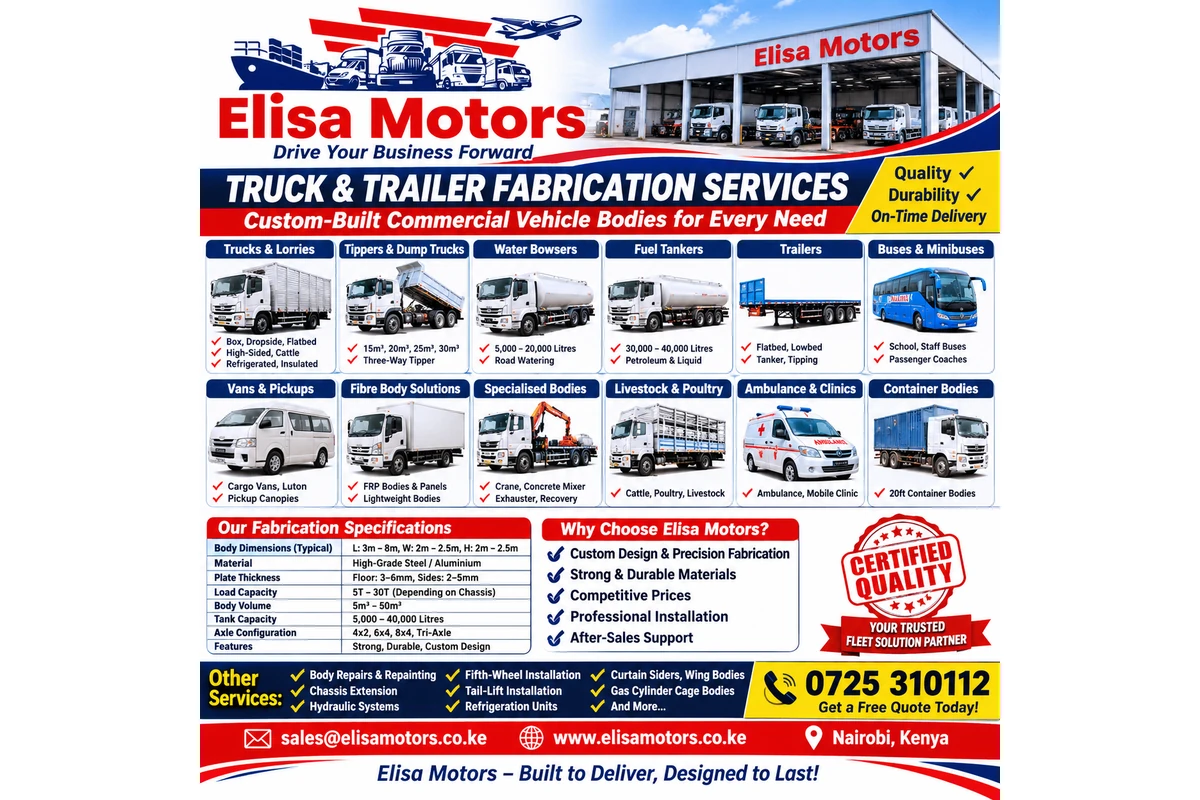 Elisa Motors
Elisa Motors
Drive Your Business Forward
TRUCK & TRAILER FABRICATION SERVICES
Custom-Built Commercial Vehicle Bodies for Every Need
Quality ✓
Durability ✓
On-Time Delivery
Trucks & Lorries
✓ Box, Dropside, Flatbed
✓ High-Sided, Cattle
✓ Refrigerated, Insulated
Tippers & Dump Trucks
✓ 15m³, 20m³, 25m³, 30m³
✓ Three-Way Tipper
Water Bowsers
✓ 5,000 – 20,000 Litres
✓ Road Watering
Fuel Tankers
✓ 30,000 – 40,000 Litres
✓ Petroleum & Liquid
Trailers
✓ Flatbed, Lowbed
✓ Tanker, Tipping
Buses & Minibuses
✓ School, Staff Buses
✓ Passenger Coaches
Vans & Pickups
✓ Cargo Vans, Luton
✓ Pickup Canopies
Fibre Body Solutions
✓ FRP Bodies & Panels
✓ Lightweight Bodies
Specialised Bodies
✓ Crane, Concrete Mixer
✓ Exhauster, Recovery
Livestock & Poultry
✓ Cattle, Poultry, Livestock
Ambulance & Clinics
AMBULANCE
✓ Ambulance, Mobile Clinic
Container Bodies
✓ 20ft Container Bodies
Our Fabrication Specifications
Body Dimensions (Typical) L: 3m – 8m, W: 2m – 2.5m, H: 2m – 2.5m
Material High-Grade Steel / Aluminium
Plate Thickness Floor: 3–6mm, Sides: 2–5mm
Load Capacity 5T – 30T (Depending on Chassis)
Body Volume 5m³ – 50m³
Tank Capacity 5,000 – 40,000 Litres
Axle Configuration 4x2, 6x4, 8x4, Tri-Axle
Features Strong, Durable, Custom Design
Why Choose Elisa Motors?
✓ Custom Design & Precision Fabrication
✓ Strong & Durable Materials
✓ Competitive Prices
✓ Professional Installation
✓ After-Sales Support
CERTIFIED
QUALITY
YOUR TRUSTED
FLEET SOLUTION PARTNER
Other
Services:
✓ Body Repairs & Repainting
✓ Chassis Extension
✓ Hydraulic Systems
✓ Fifth-Wheel Installation
✓ Tail-Lift Installation
✓ Refrigeration Units
✓ Curtain Siders, Wing Bodies
✓ Gas Cylinder Cage Bodies
✓ And More...
0725 310112
Get a Free Quote Today!
sales@elisamotors.co.ke
www.elisamotors.co.ke
Nairobi, Kenya
Elisa Motors – Built to Deliver, Designed to Last!